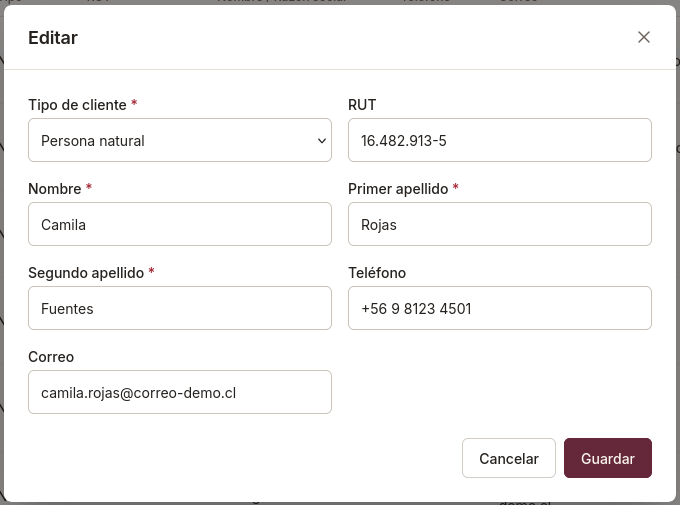 Editar
Tipo de cliente *
RUT
Persona natural
16.482.913-5
Nombre *
Primer apellido *
Camila
Rojas
Segundo apellido *
Teléfono
Fuentes
+56 9 8123 4501
Correo
camila.rojas@correo-demo.cl
Cancelar
Guardar